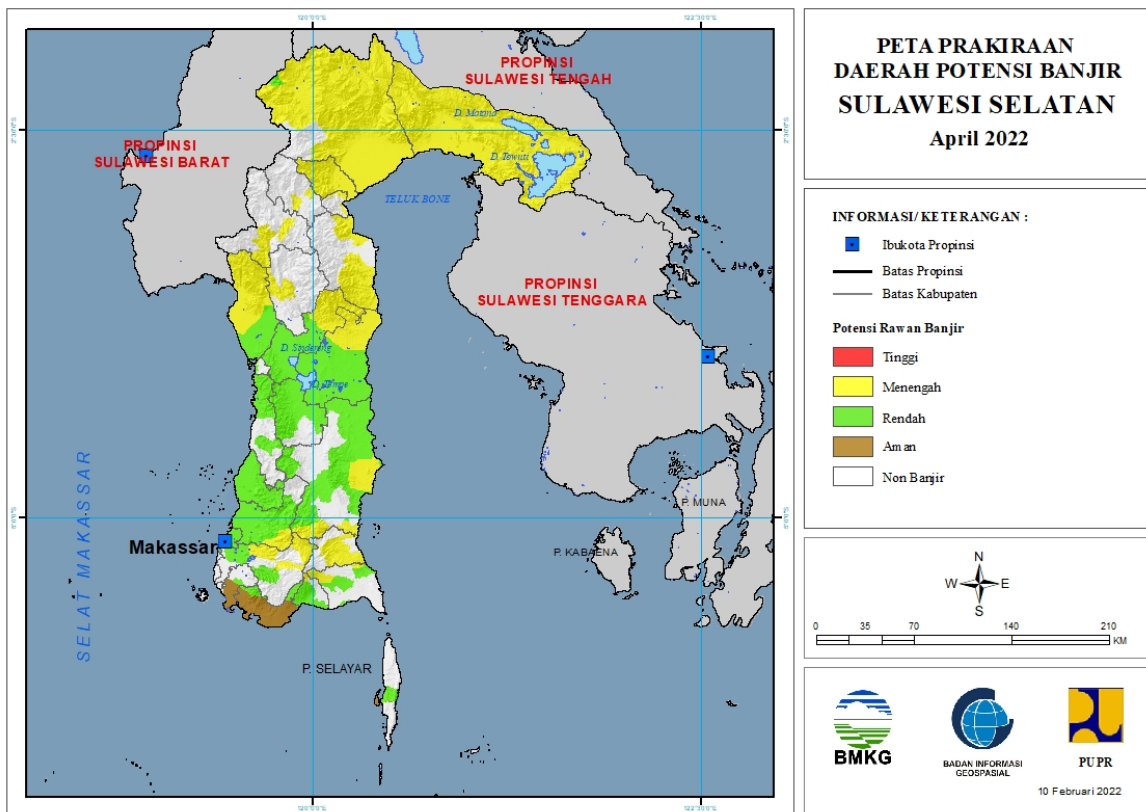 PROPINSI
SULAWESI TENGAH
PROPINSI
SULAWESI BARAT
D. Matana
D. Towuti
TELUK BONE
PROPINSI
SULAWESI TENGGARA
D. Sindereng
D. Tempe
SELAT MAKASSAR
Makassar
P. MUNA
P. KABAENA
P. SELAYAR
PETA PRAKIRAAN
DAERAH POTENSI BANJIR
SULAWESI SELATAN
April 2022
INFORMASI/ KETERANGAN :
Ibukota Propinsi
Batas Propinsi
Batas Kabupaten
Potensi Rawan Banjir
Tinggi
Menengah
Rendah
Aman
Non Banjir
N
W E
S
0 35 70 140 210
KM
BMKG
BADAN INFORMASI
GEOSPASIAL
PUPR
10 Februari 2022